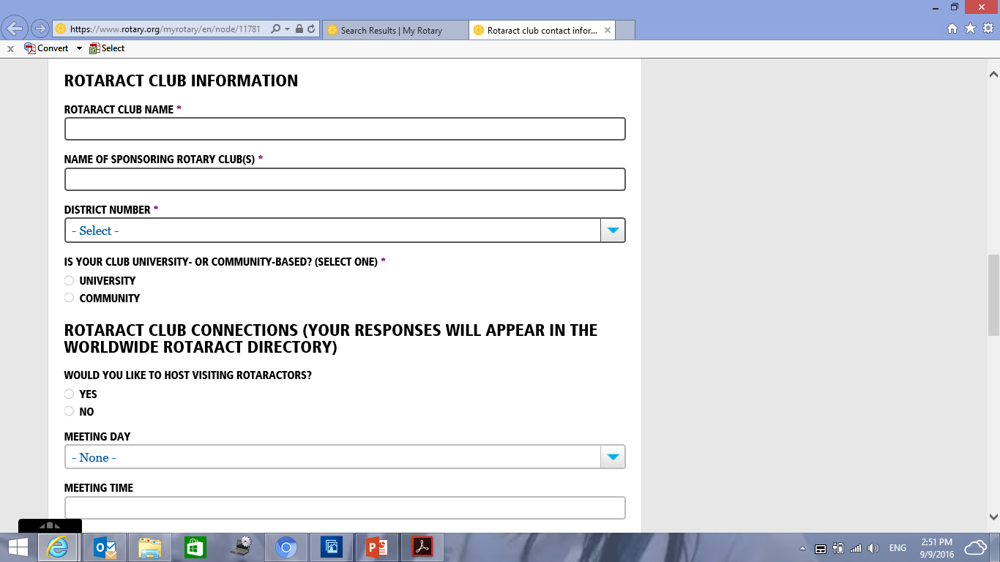 https://www.rotary.org/myrotary/en/node/11781
Search Results | My Rotary
Rotaract club contact infor...
x Convert Select
ROTARACT CLUB INFORMATION
ROTARACT CLUB NAME *
NAME OF SPONSORING ROTARY CLUB(S) *
DISTRICT NUMBER *
- Select -
IS YOUR CLUB UNIVERSITY- OR COMMUNITY-BASED? (SELECT ONE) *
UNIVERSITY
COMMUNITY
ROTARACT CLUB CONNECTIONS (YOUR RESPONSES WILL APPEAR IN THE
WORLDWIDE ROTARACT DIRECTORY)
WOULD YOU LIKE TO HOST VISITING ROTARACTORS?
YES
NO
MEETING DAY
- None -
MEETING TIME
ENG
2:51 PM
9/9/2016